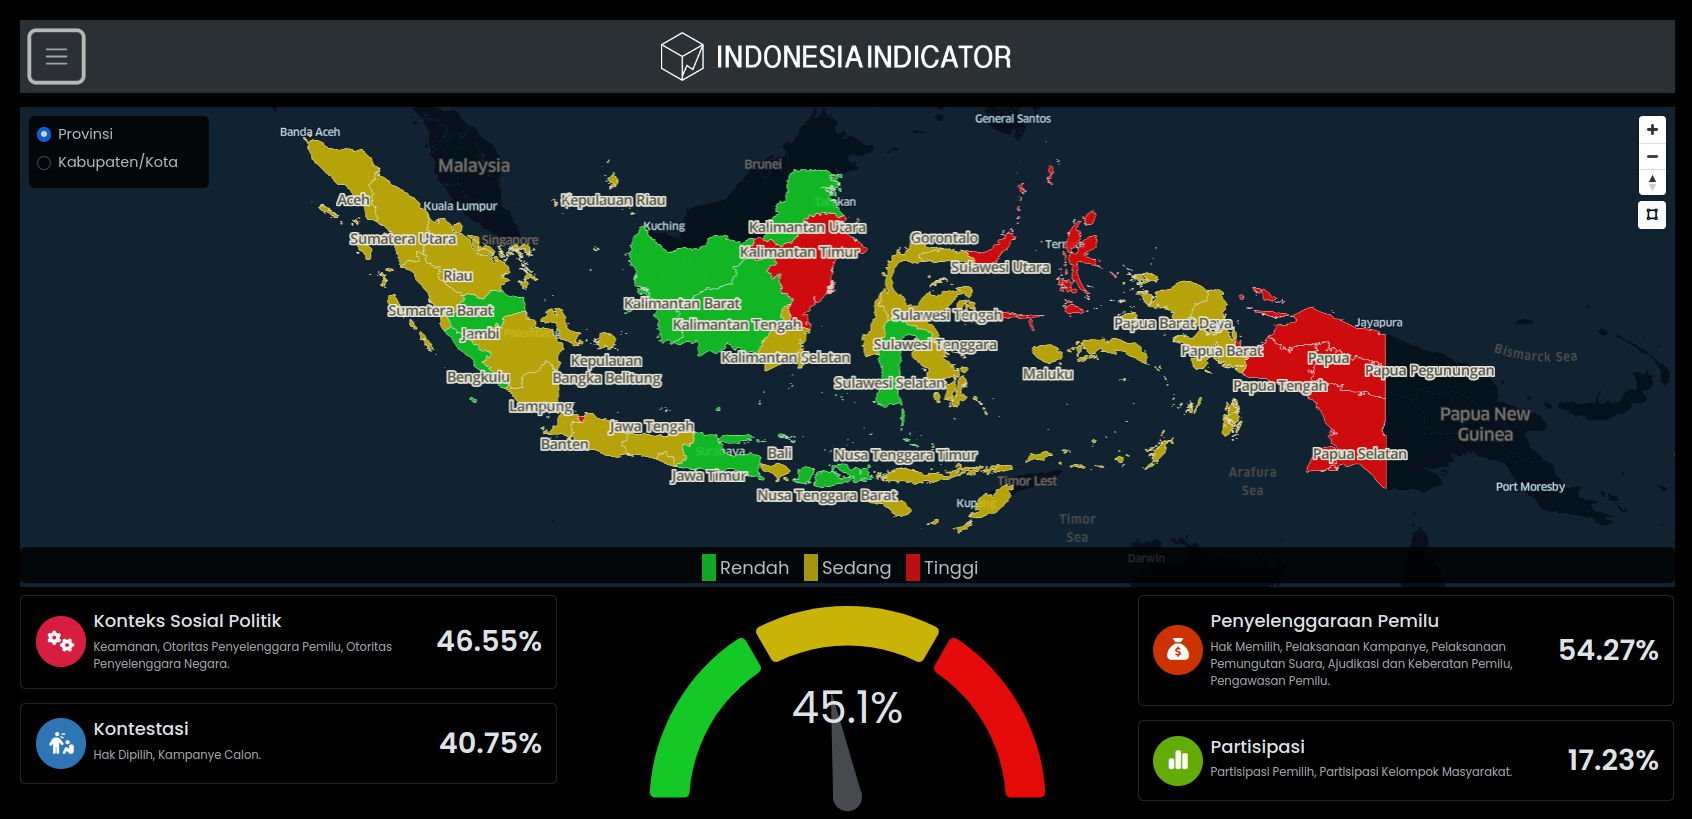 INDONESIA INDICATOR
Provinsi
Kabupaten/Kota
Banda Aceh
General Santos
Malaysia
Brunei
Aceh
Kuala Lumpur
Kepulauan Riau
Tarakan
Kuching
Kalimantan Utara
Sumatera Utara
Singapore
Gorontalo
Kalimantan Timur
Sulawesi Utara
Riau
Kalimantan Barat
Sumatera Barat
Sulawesi Tengah
Kalimantan Tengah
Papua Barat Daya
Jayapura
Jambi
Palembang
Sulawesi Tenggara
Papua Barat
Bismarck Sea
Kalimantan Selatan
Papua
Kepulauan
Bangka Belitung
Maluku
Papua Pegunungan
Bengkulu
Sulawesi Selatan
Papua Tengah
Lampung
Papua New
Guinea
Jawa Tengah
Banten
Surabaya
Bali
Nusa Tenggara Timur
Papua Selatan
Jawa Timur
Arafura
Sea
Timor Lest
Port Moresby
Nusa Tenggara Barat
Timor
Sea
Darwin
Rendah
Sedang
Tinggi
Konteks Sosial Politik
Keamanan, Otoritas Penyelenggara Pemilu, Otoritas
Penyelenggara Negara.
46.55%
Kontestasi
Hak Dipilih, Kampanye Calon.
40.75%
45.1%
Penyelenggaraan Pemilu
Hak Memilih, Pelaksanaan Kampanye, Pelaksanaan
Pemungutan Suara, Ajudikasi dan Keberatan Pemilu,
Pengawasan Pemilu.
54.27%
Partisipasi
Partisipasi Pemilih, Partisipasi Kelompok Masyarakat.
17.23%